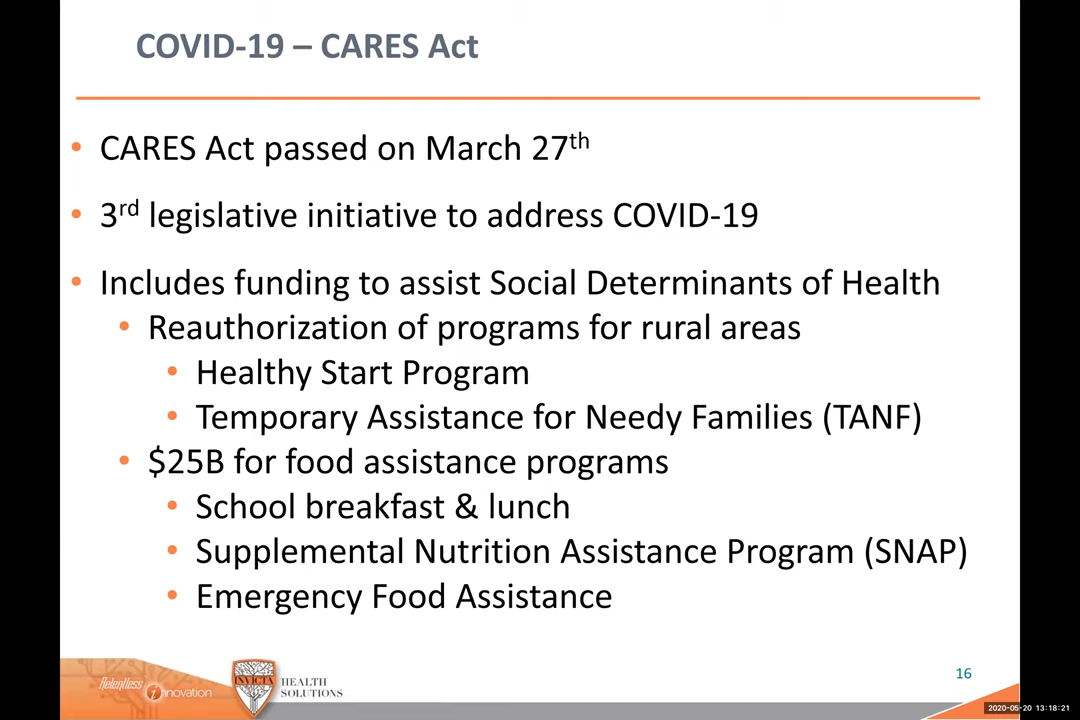 COVID-19 – CARES Act
• CARES Act passed on March 27th
• 3rd legislative initiative to address COVID-19
• Includes funding to assist Social Determinants of Health
• Reauthorization of programs for rural areas
• Healthy Start Program
• Temporary Assistance for Needy Families (TANF)
• $25B for food assistance programs
• School breakfast & lunch
• Supplemental Nutrition Assistance Program (SNAP)
• Emergency Food Assistance
Relentless innovation
INVICTA
HEALTH
SOLUTIONS
16
2020-05-20 13:18:21